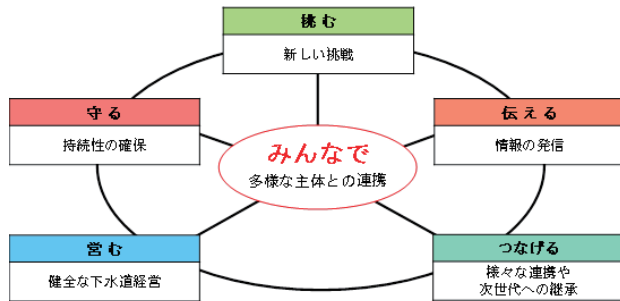 挑む
新しい挑戦
守る
持続性の確保
伝える
情報の発信
みんなで
多様な主体との連携
営む
健全な下水道経営
つなげる
様々な連携や
次世代への継承